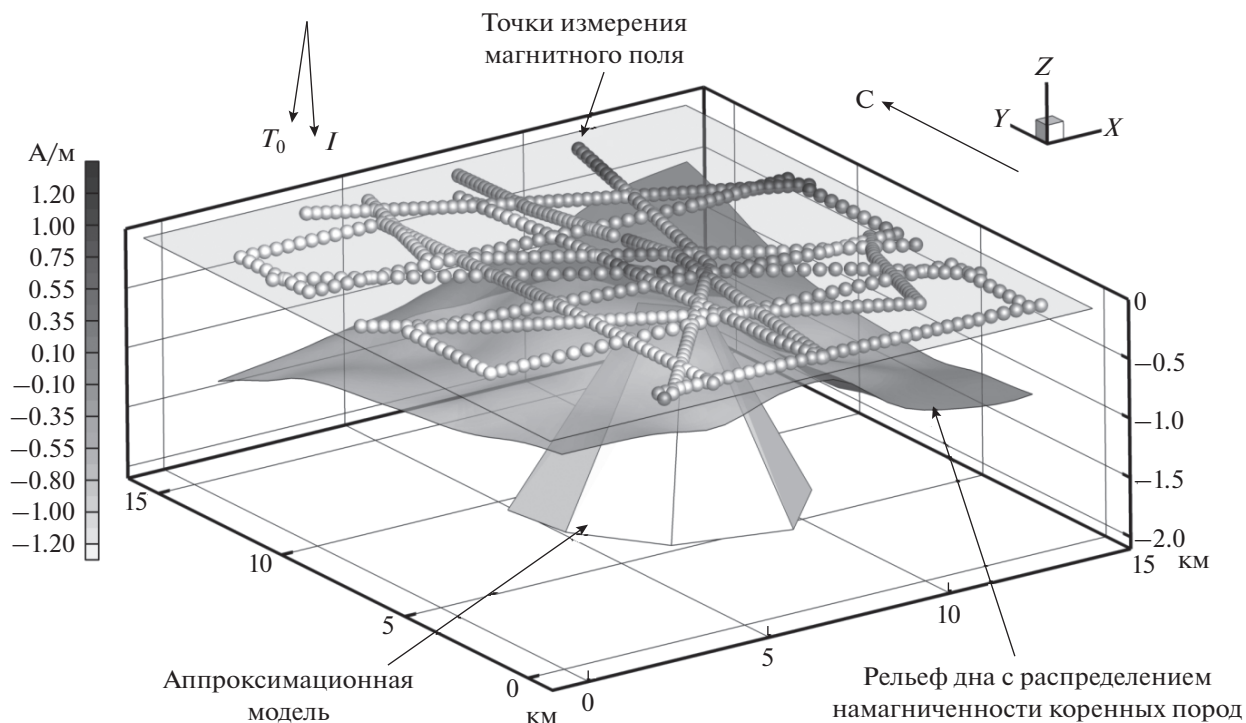 Точки измерения
магнитного поля
T₀ I
С
Z
Y
X
А/м
1.20
1.00
0.75
0.55
0.35
0.10
−0.10
−0.35
−0.55
−0.80
−1.00
−1.20
0
−0.5
−1.0
−1.5
−2.0
15
км
15
10
5
0
км
0
5
10
Аппроксимационная
модель
Рельеф дна с распределением
намагниченности коренных пород